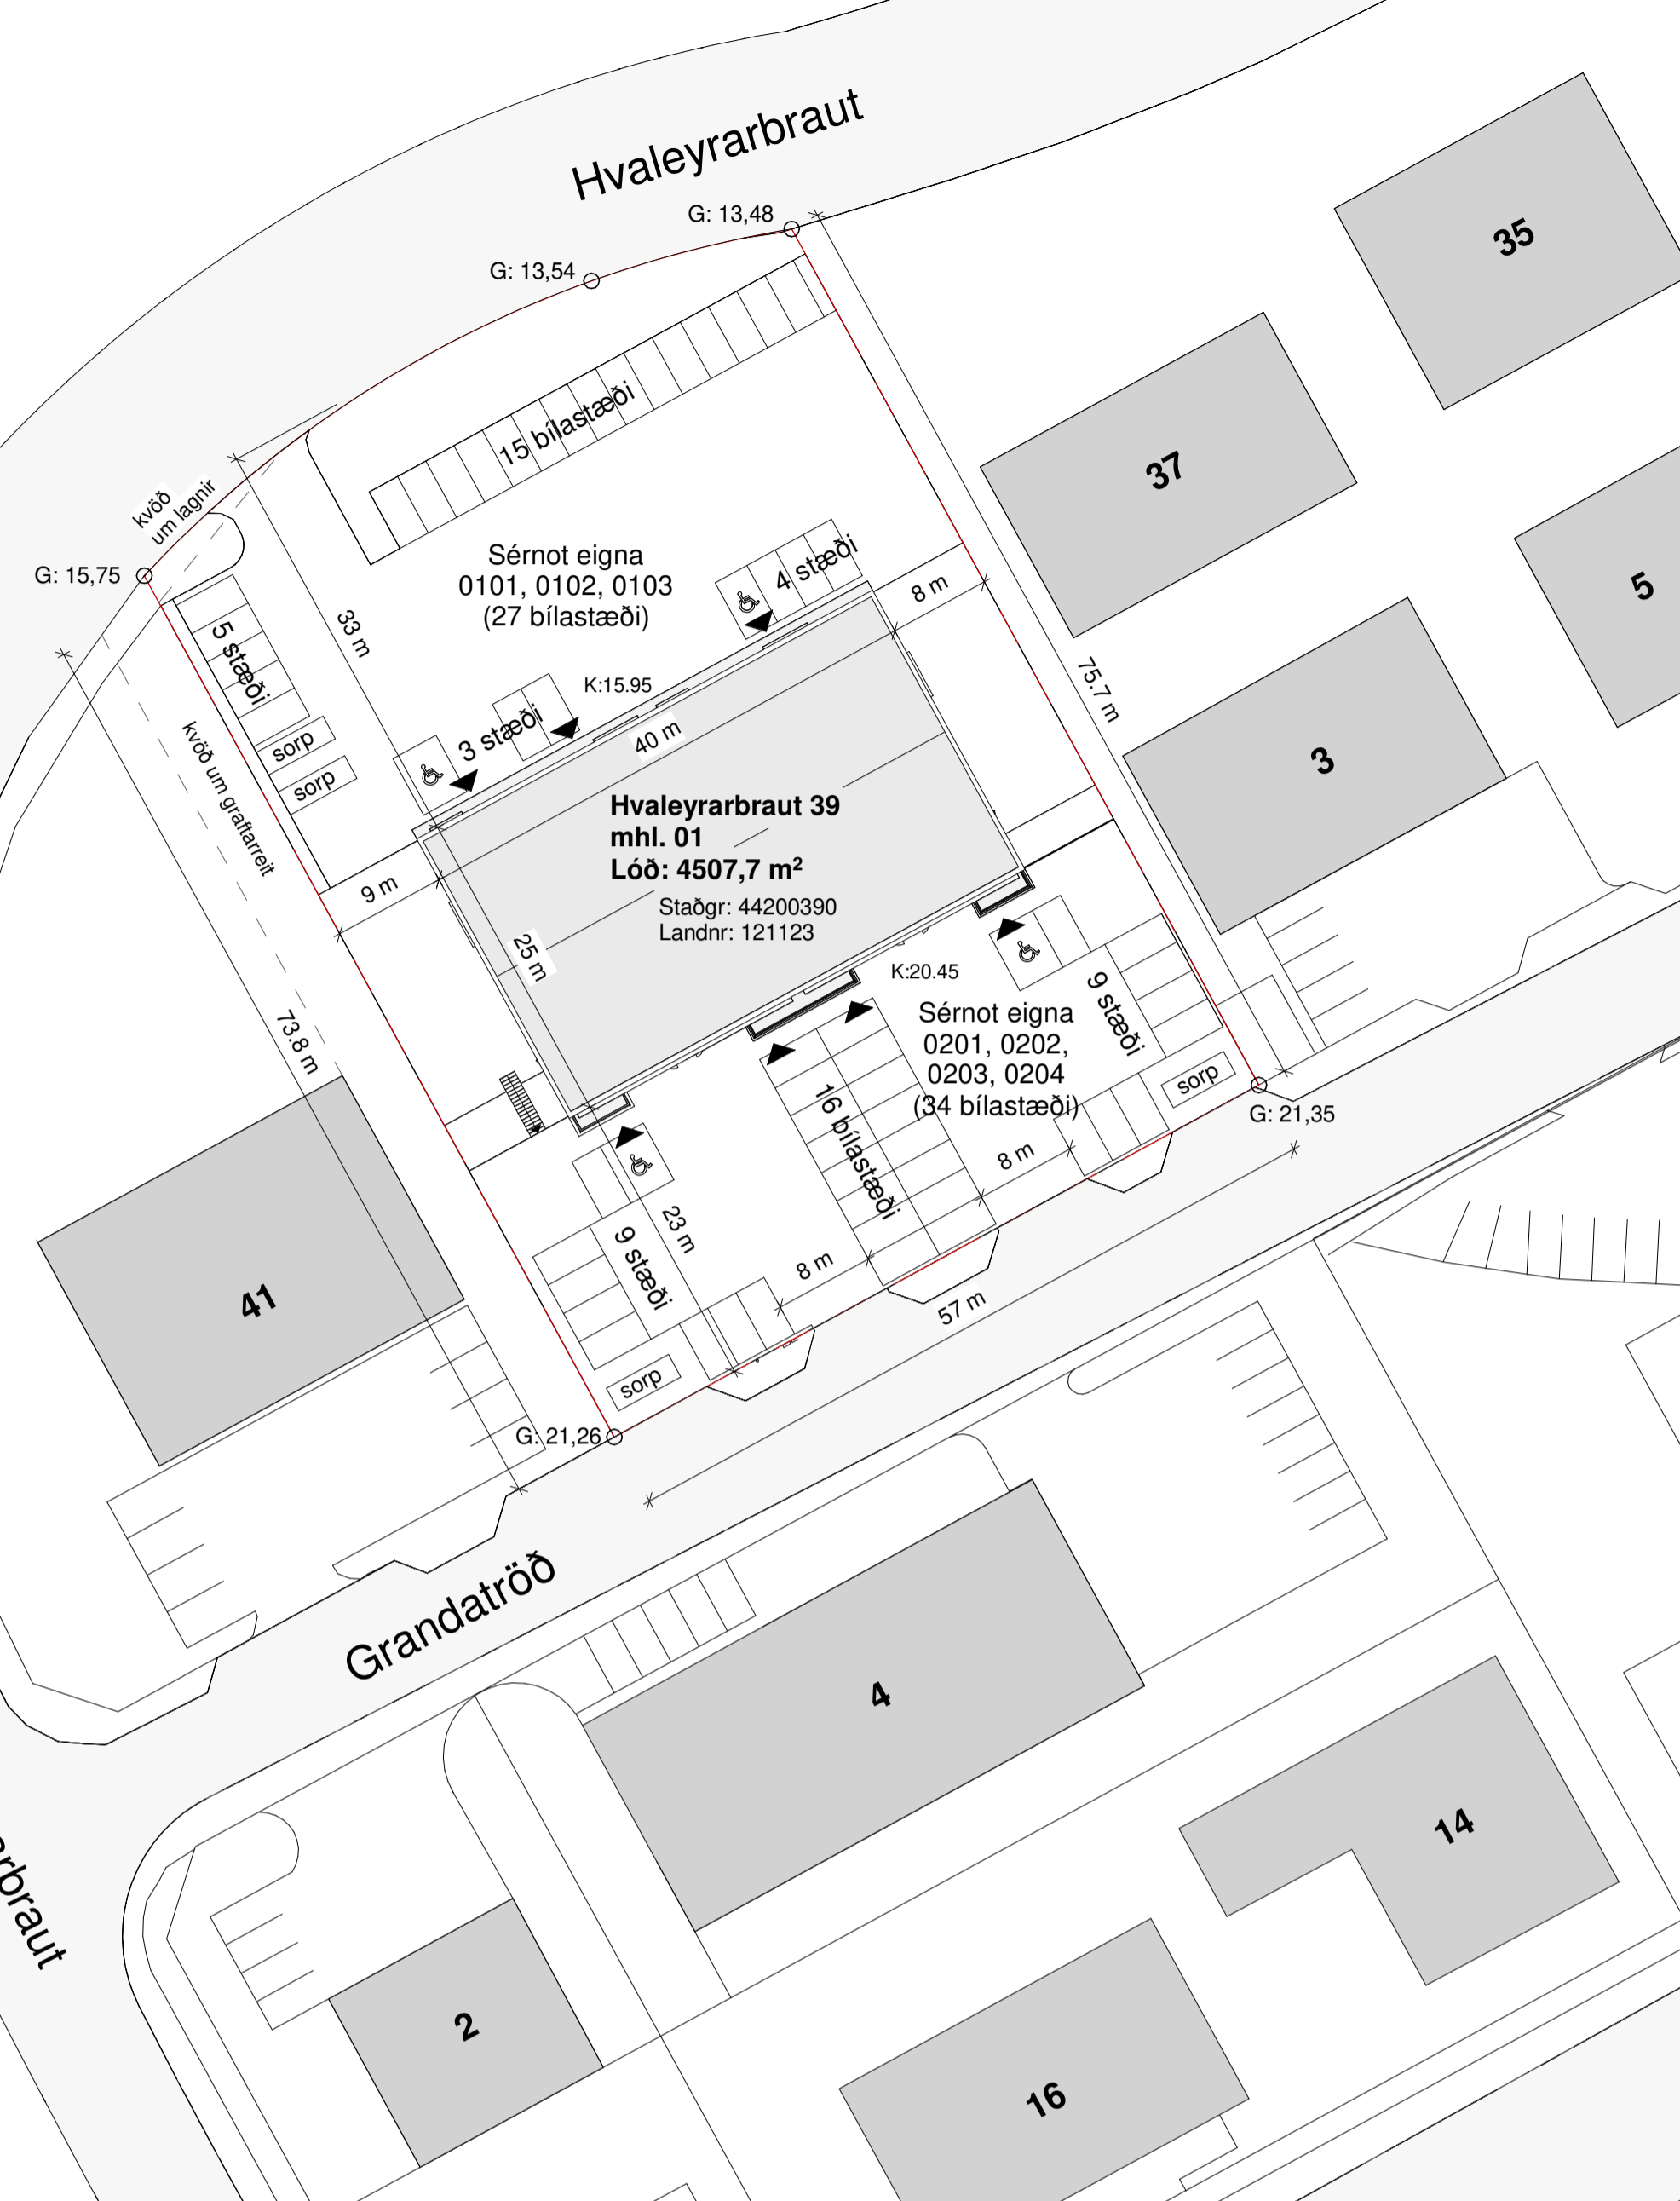 Hvaleyrarbraut
G: 13,48
G: 13,54
35
37
15 bílastæði
kvöð
um lagnir
G: 15,75
Sérnot eigna
0101, 0102, 0103
(27 bílastæði)
4 stæði
8 m
5
33 m
5 stæði
75.7 m
K:15.95
3 stæði
40 m
sorp
sorp
kvöð um graftarreit
3
Hvaleyrarbraut 39
mhl. 01
Lóð: 4507,7 m²
Staðgr: 44200390
Landnr: 121123
9 m
25 m
K:20.45
9 stæði
Sérnot eigna
0201, 0202,
0203, 0204
(34 bílastæði)
73.8 m
sorp
G: 21,35
16 bílastæði
8 m
23 m
9 stæði
8 m
57 m
41
sorp
G: 21,26
Grandatröð
4
14
rbraut
2
16